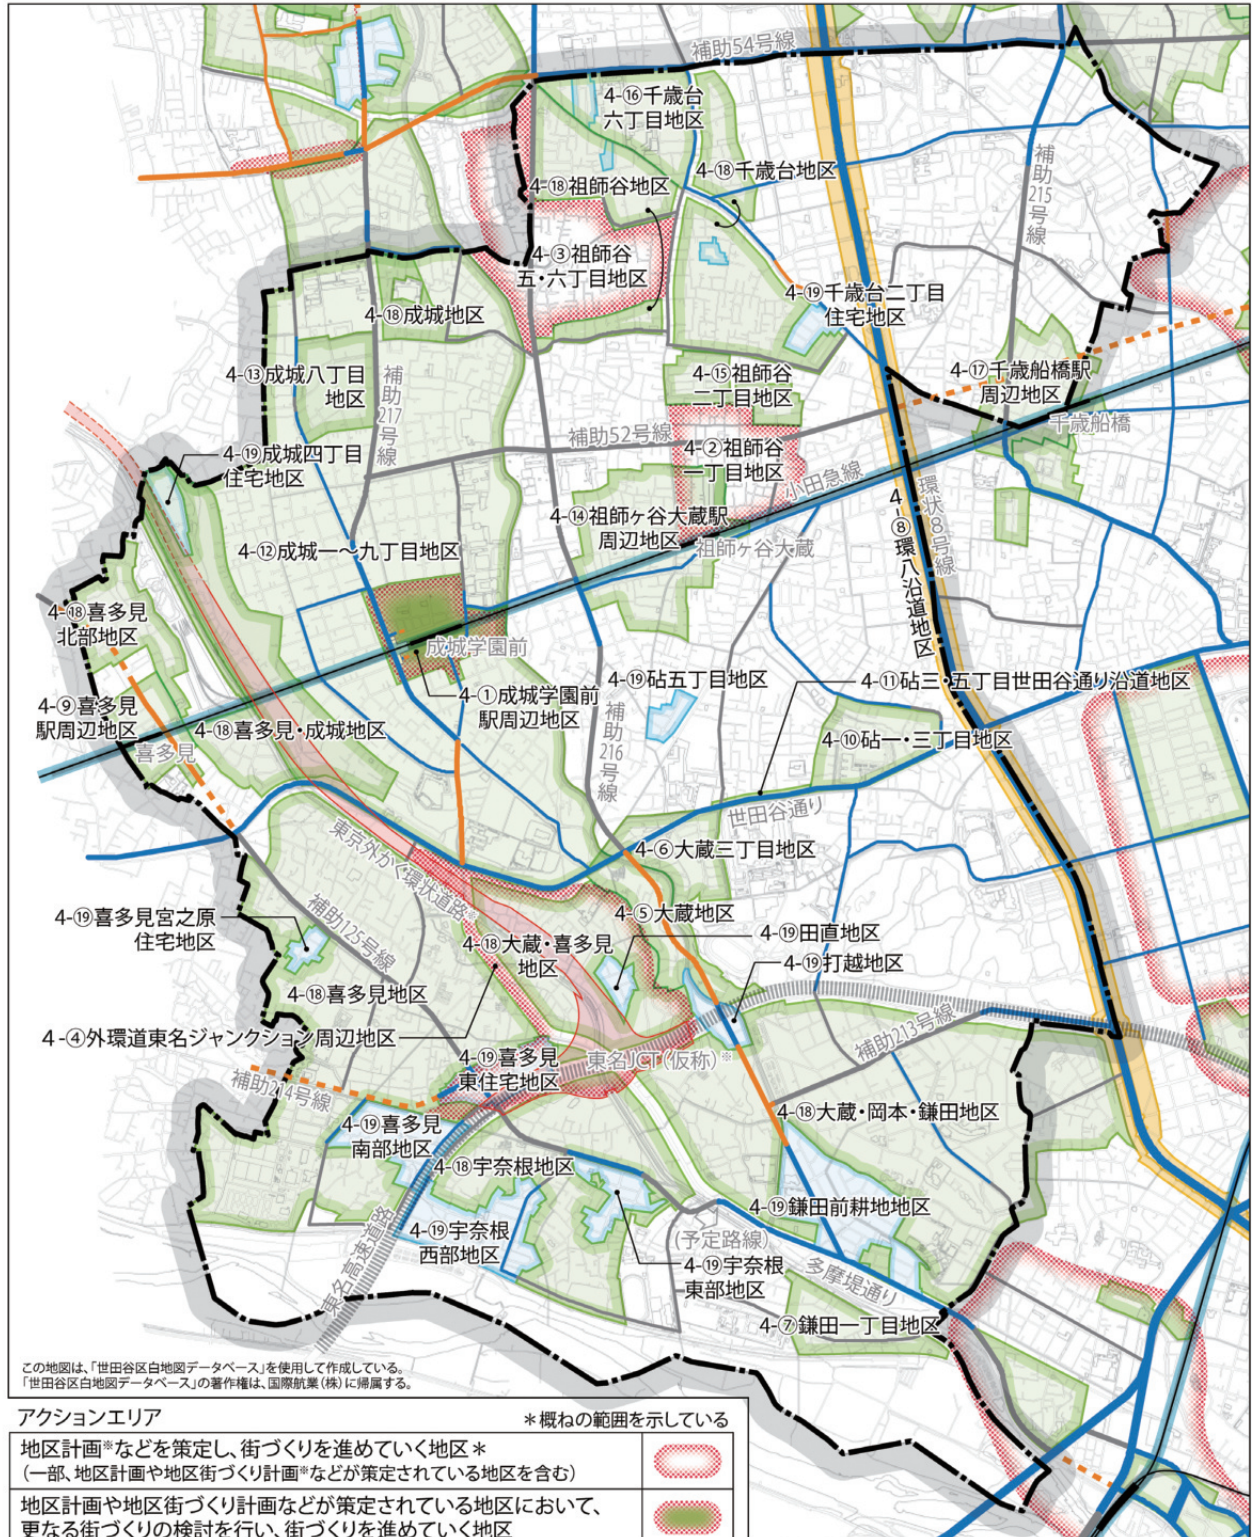 補助54号線
4-⑯千歳台
六丁目地区
4-⑱千歳台地区
4-⑱祖師谷地区
補助215号線
4-③祖師谷
五・六丁目地区
4-⑱成城地区
4-⑲千歳台二丁目
住宅地区
4-⑬成城八丁目
地区
補助217号線
4-⑮祖師谷
二丁目地区
4-⑰千歳船橋駅
周辺地区
千歳船橋
補助52号線
4-②祖師谷
一丁目地区
小田急線
4-⑲成城四丁目
住宅地区
4-⑭祖師ヶ谷大蔵駅
周辺地区
祖師ヶ谷大蔵
環状8号線
4-⑧環八沿道地区
4-⑫成城一～九丁目地区
4-⑱喜多見
北部地区
成城学園前
4-①成城学園前
駅周辺地区
4-⑲砧五丁目地区
4-⑪砧三・五丁目世田谷通り沿道地区
4-⑨喜多見
駅周辺地区
喜多見
4-⑱喜多見・成城地区
補助216号線
4-⑩砧一・三丁目地区
世田谷通り
東京外かく環状道路※
4-⑥大蔵三丁目地区
4-⑲喜多見宮之原
住宅地区
補助125号線
4-⑤大蔵地区
4-⑱大蔵・喜多見
地区
4-⑲田直地区
4-⑲打越地区
4-⑱喜多見地区
4-④外環道東名ジャンクション周辺地区
補助213号線
4-⑲喜多見
東住宅地区
東名JCT(仮称)※
補助214号線
4-⑲喜多見
南部地区
4-⑱大蔵・岡本・鎌田地区
4-⑱宇奈根地区
4-⑲宇奈根
西部地区
4-⑲鎌田前耕地地区
東名高速道路
(予定路線)
4-⑲宇奈根
東部地区
多摩堤通り
4-⑦鎌田一丁目地区
この地図は、「世田谷区白地図データベース」を使用して作成している。
「世田谷区白地図データベース」の著作権は、国際航業(株)に帰属する。
アクションエリア
＊概ねの範囲を示している
地区計画※などを策定し、街づくりを進めていく地区＊
(一部、地区計画や地区街づくり計画※などが策定されている地区を含む)
地区計画や地区街づくり計画などが策定されている地区において、
更なる街づくりの検討を行い、街づくりを進めていく地区